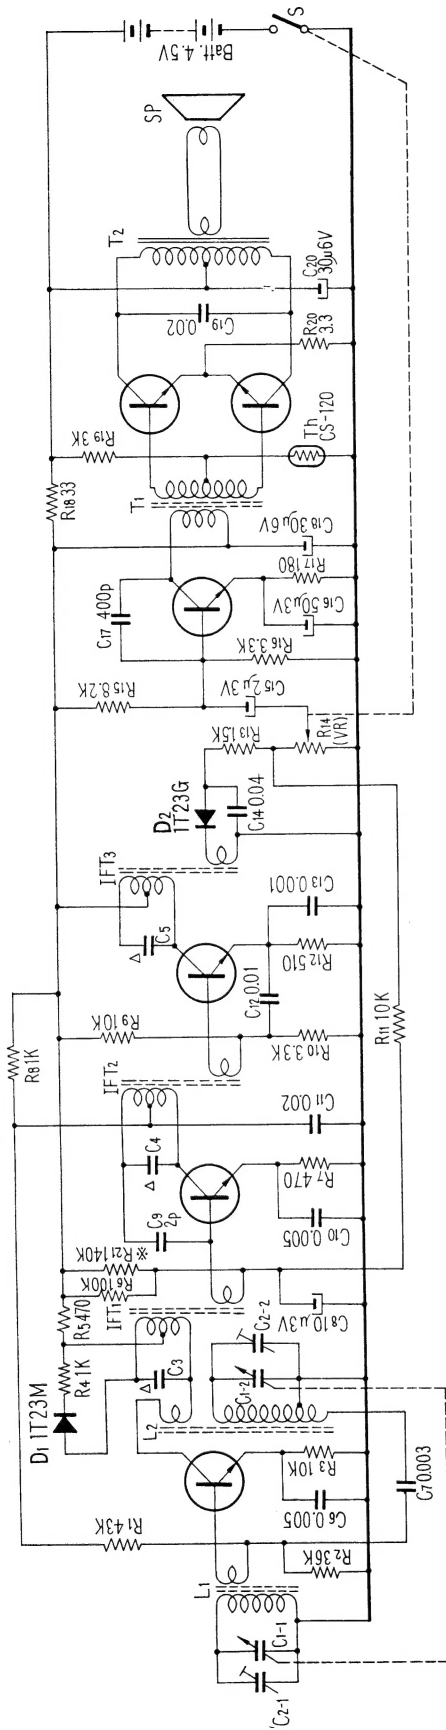 C2-1
C1-1
L1
R1 43K
R2 36K
C6 0.005
R3 10K
C7 0.003
D1 1T23M
R4 1K
R5 470
L2
C3
C1-2
C2-2
IFT1
R6 100K
※R21 140K
C8 10μ3V
C9
2p
C4
C10 0.005
R7 470
C11 0.02
IFT2
R8 1K
R9 10K
R10 3.3K
C12 0.01
R12 510
C13 0.001
C5
IFT3
R11 10K
D2
1T23G
C14 0.04
R13 1.5K
R14
(VR)
C15 2μ3V
R15 8.2K
R16 3.3K
C17 400p
C16 50μ3V
R17 180
C18 30μ6V
T1
R18 33
R19 3K
Th
CS-120
R20
3.3
C19
0.02
C20
30μ6V
T2
SP
Batt. 4.5V
S